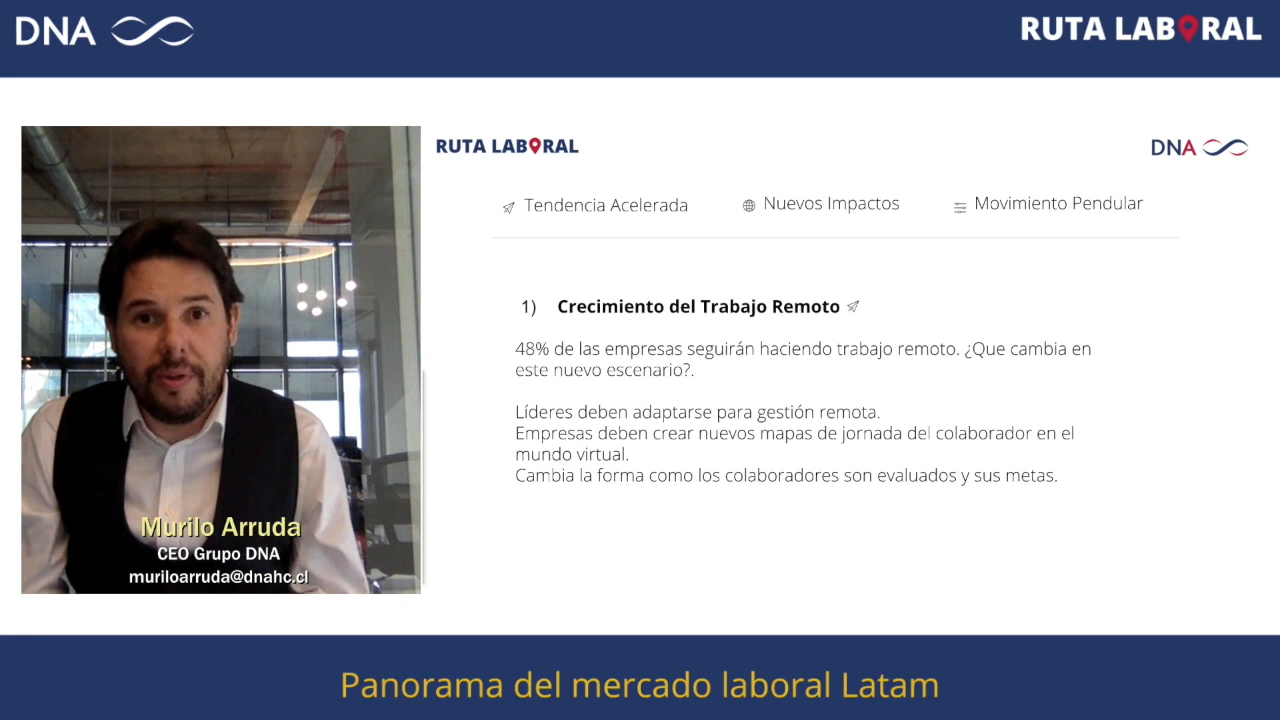 DNA
RUTA LABORAL
RUTA LABORAL
DNA
Tendencia Acelerada
Nuevos Impactos
Movimiento Pendular
1) Crecimiento del Trabajo Remoto
48% de las empresas seguirán haciendo trabajo remoto. ¿Que cambia en
este nuevo escenario?.
Líderes deben adaptarse para gestión remota.
Empresas deben crear nuevos mapas de jornada del colaborador en el
mundo virtual.
Cambia la forma como los colaboradores son evaluados y sus metas.
Murilo Arruda
CEO Grupo DNA
muriloarruda@dnahc.cl
Panorama del mercado laboral Latam